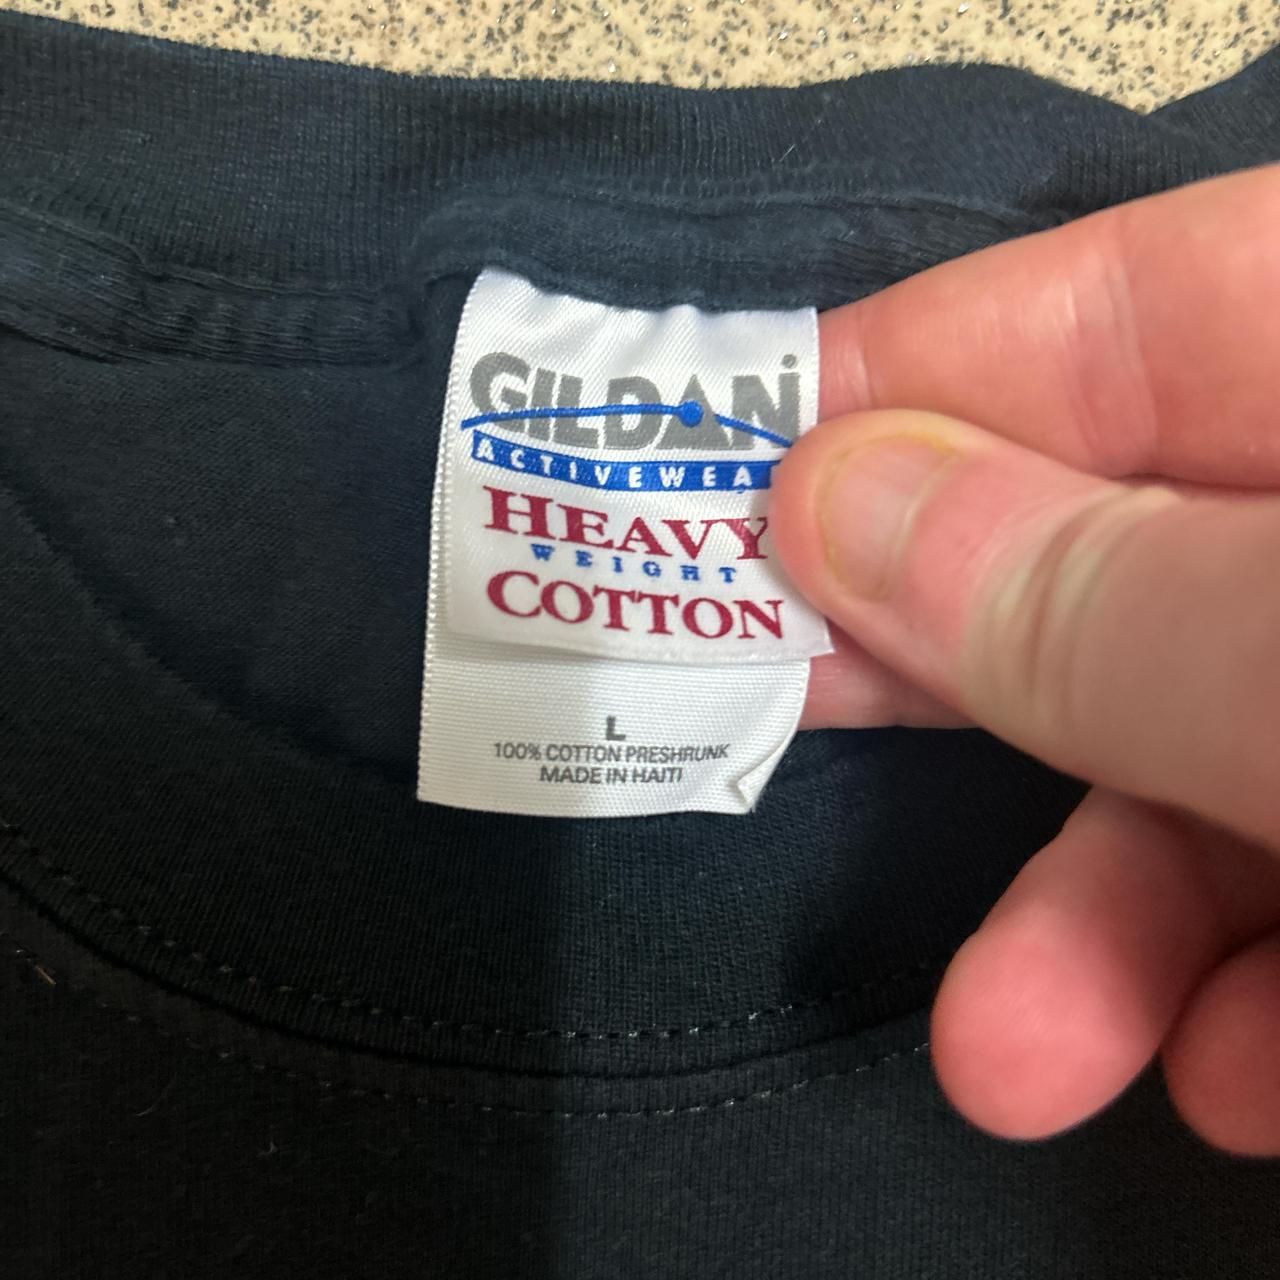 GILDAN
ACTIVEWEA
HEAVY
WEIGHT
COTTON
L
100% COTTON PRESHRUNK
MADE IN HAITI